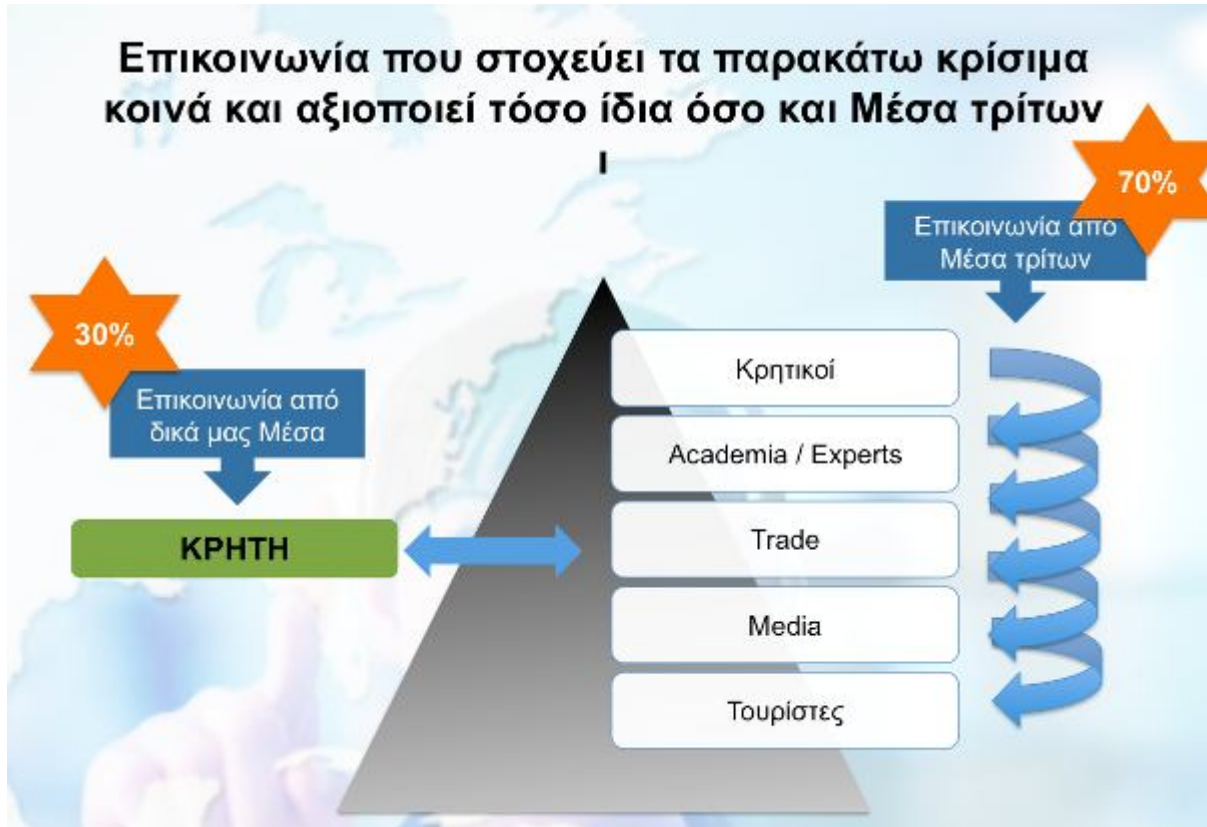 Επικοινωνία που στοχεύει τα παρακάτω κρίσιμα
κοινά και αξιοποιεί τόσο ίδια όσο και Μέσα τρίτων
ι
70%
Επικοινωνία από
Μέσα τρίτων
30%
Επικοινωνία από
δικά μας Μέσα
ΚΡΗΤΗ
Κρητικοί
Academia / Experts
Trade
Media
Τουρίστες